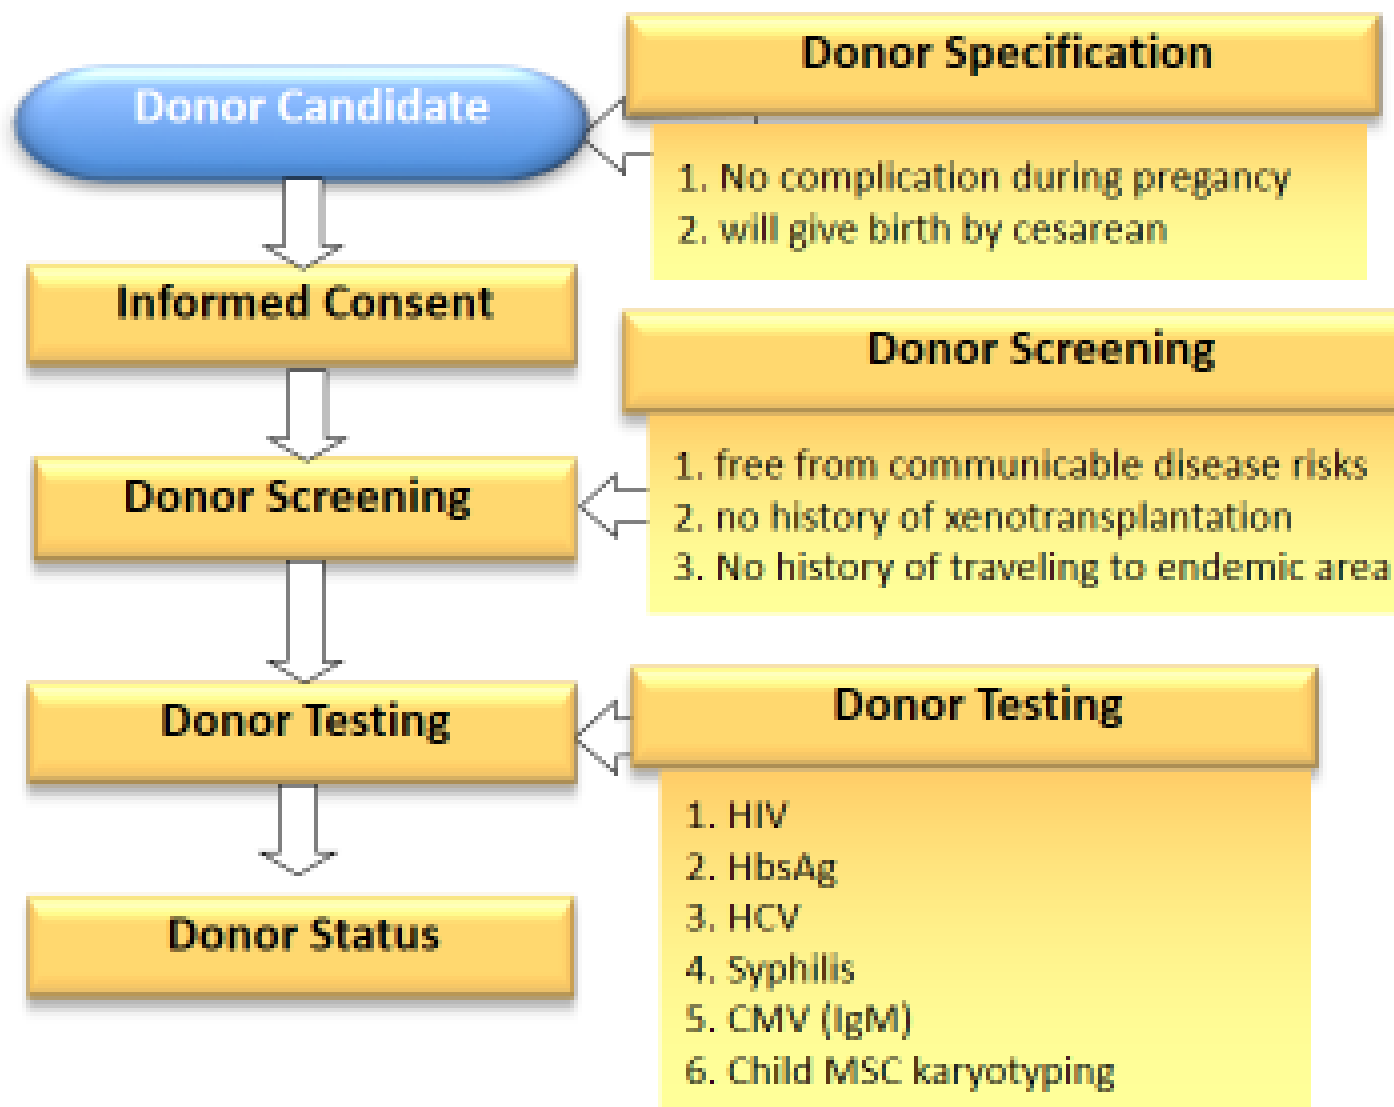 Donor Specification
Donor Candidate
1. No complication during pregancy
2. will give birth by cesarean
Informed Consent
Donor Screening
1. free from communicable disease risks
2. no history of xenotransplantation
3. No history of traveling to endemic area
Donor Screening
Donor Testing
Donor Testing
1. HIV
2. HbsAg
3. HCV
4. Syphilis
5. CMV (IgM)
6. Child MSC karyotyping
Donor Status